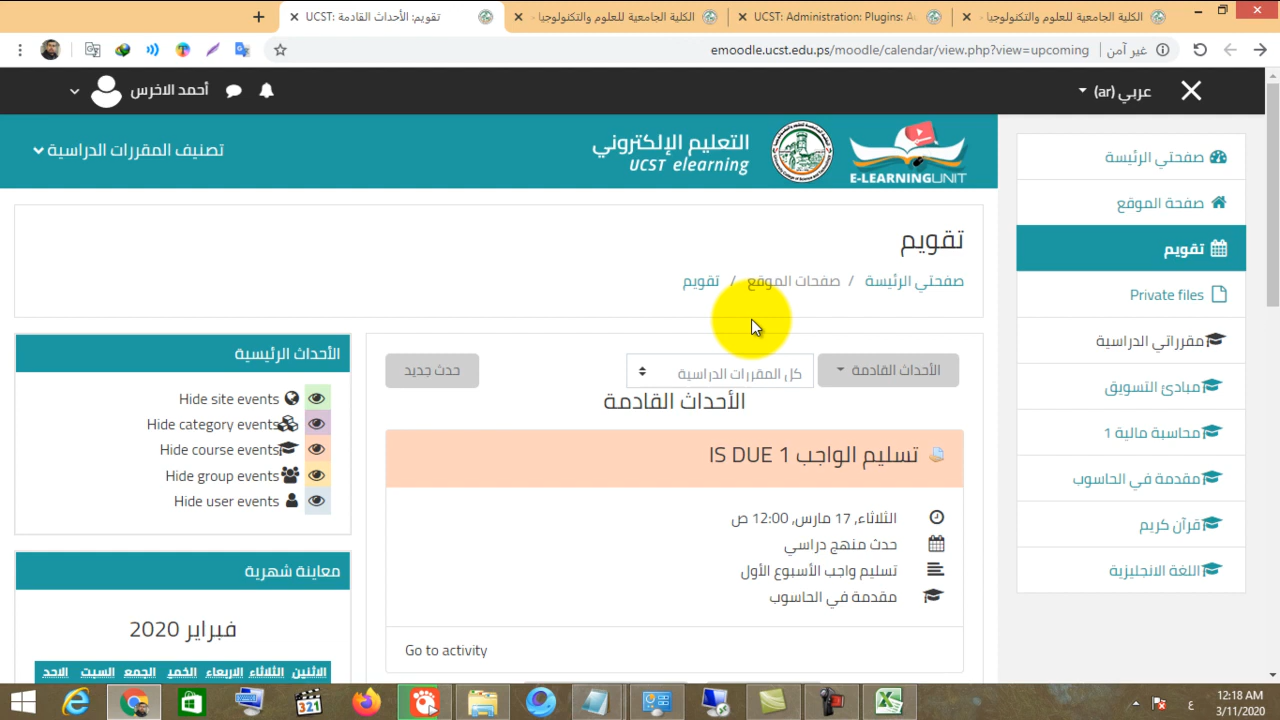 UCST: تقويم: الأحداث القادمة
الكلية الجامعية للعلوم والتكنولوجيا
UCST: Administration: Plugins: Au
الكلية الجامعية للعلوم والتكنولوجيا
emoodle.ucst.edu.ps/moodle/calendar/view.php?view=upcoming
غير آمن
عربي (ar)
أحمد الاخرس
E-LEARNINGUNIT
التعليم الإلكتروني
UCST elearning
تصنيف المقررات الدراسية
صفحتي الرئيسة
صفحة الموقع
تقويم
Private files
مقرراتي الدراسية
مبادئ التسويق
محاسبة مالية 1
مقدمة في الحاسوب
قرآن كريم
اللغة الانجليزية
تقويم
صفحتي الرئيسة / صفحات الموقع / تقويم
الأحداث القادمة
كل المقررات الدراسية
حدث جديد
الأحداث القادمة
تسليم الواجب 1 IS DUE
الثلاثاء, 17 مارس, 12:00 ص
حدث منهج دراسي
تسليم واجب الأسبوع الأول
مقدمة في الحاسوب
Go to activity
الأحداث الرئيسية
Hide site events
Hide category events
Hide course events
Hide group events
Hide user events
معاينة شهرية
فبراير 2020
الاثنين الثلاثاء الاربعاء الخميس الجمع السبت الاحد
321
ع
12:18 AM
3/11/2020